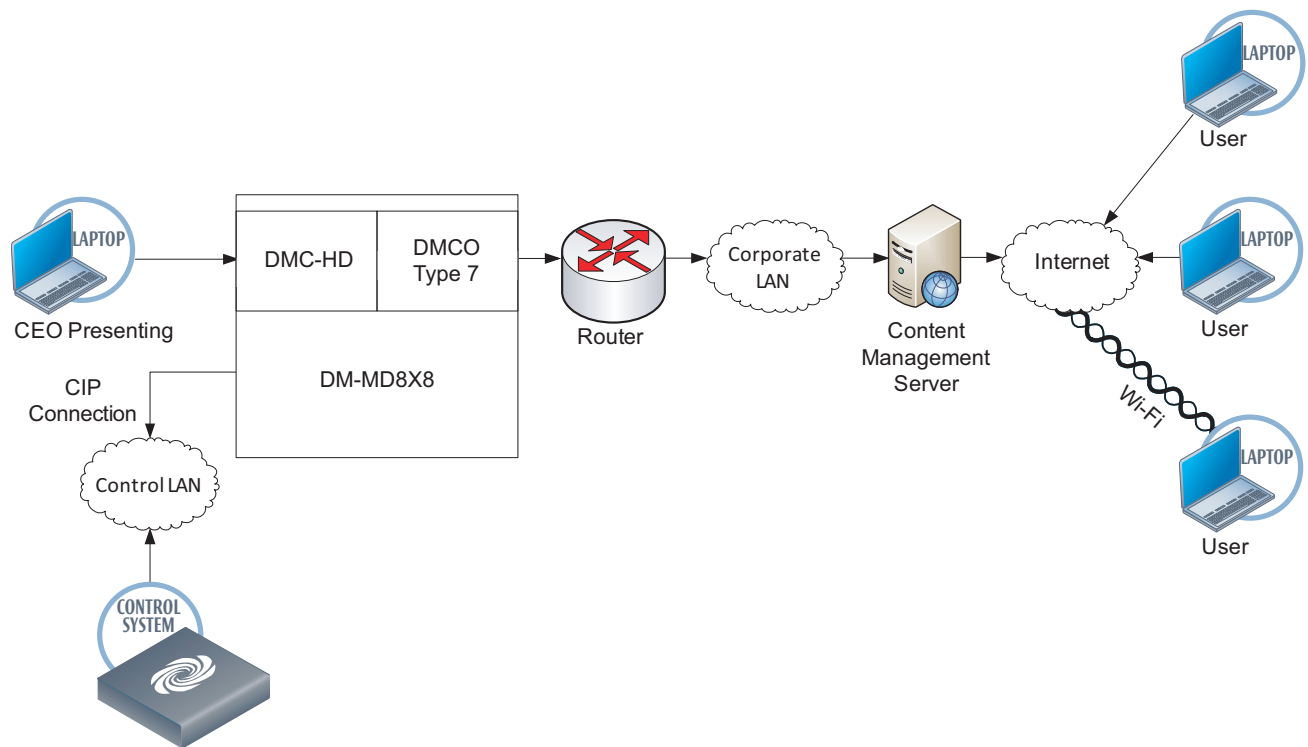 LAPTOP
User
LAPTOP
CEO Presenting
DMC-HD
DMCO
Type 7
DM-MD8X8
Router
Corporate
LAN
Content
Management
Server
Internet
LAPTOP
User
Wi-Fi
LAPTOP
User
CIP
Connection
Control LAN
CONTROL
SYSTEM